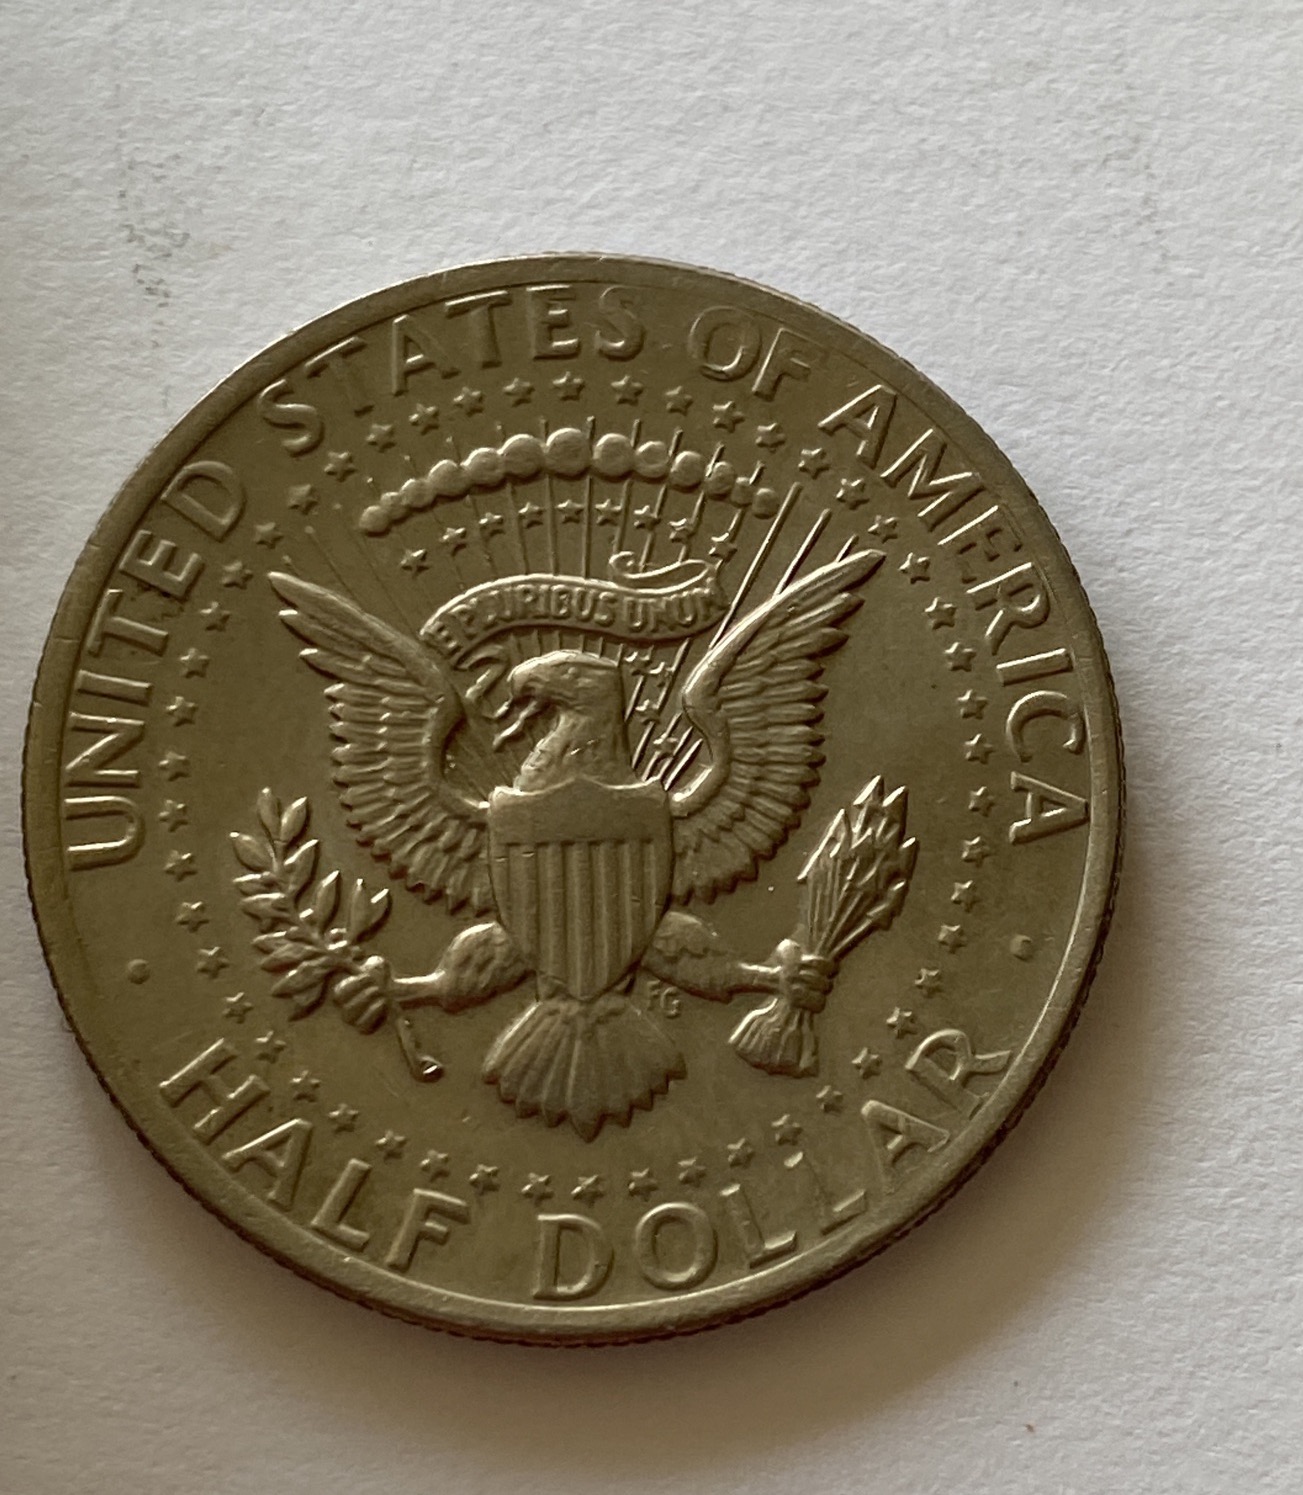 UNITED STATES OF AMERICA
E PLURIBUS UNUM
FG
HALF DOLLAR